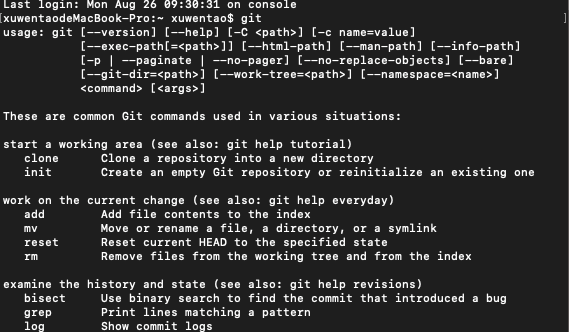 Last login: Mon Aug 26 09:30:31 on console
[xuwentaodeMacBook-Pro:~ xuwentao$ git ]
usage: git [--version] [--help] [-C <path>] [-c name=value]
           [--exec-path[=<path>]] [--html-path] [--man-path] [--info-path]
           [-p | --paginate | --no-pager] [--no-replace-objects] [--bare]
           [--git-dir=<path>] [--work-tree=<path>] [--namespace=<name>]
           <command> [<args>]
These are common Git commands used in various situations:
start a working area (see also: git help tutorial)
   clone      Clone a repository into a new directory
   init       Create an empty Git repository or reinitialize an existing one
work on the current change (see also: git help everyday)
   add        Add file contents to the index
   mv         Move or rename a file, a directory, or a symlink
   reset      Reset current HEAD to the specified state
   rm         Remove files from the working tree and from the index
examine the history and state (see also: git help revisions)
   bisect     Use binary search to find the commit that introduced a bug
   grep       Print lines matching a pattern
   log        Show commit logs